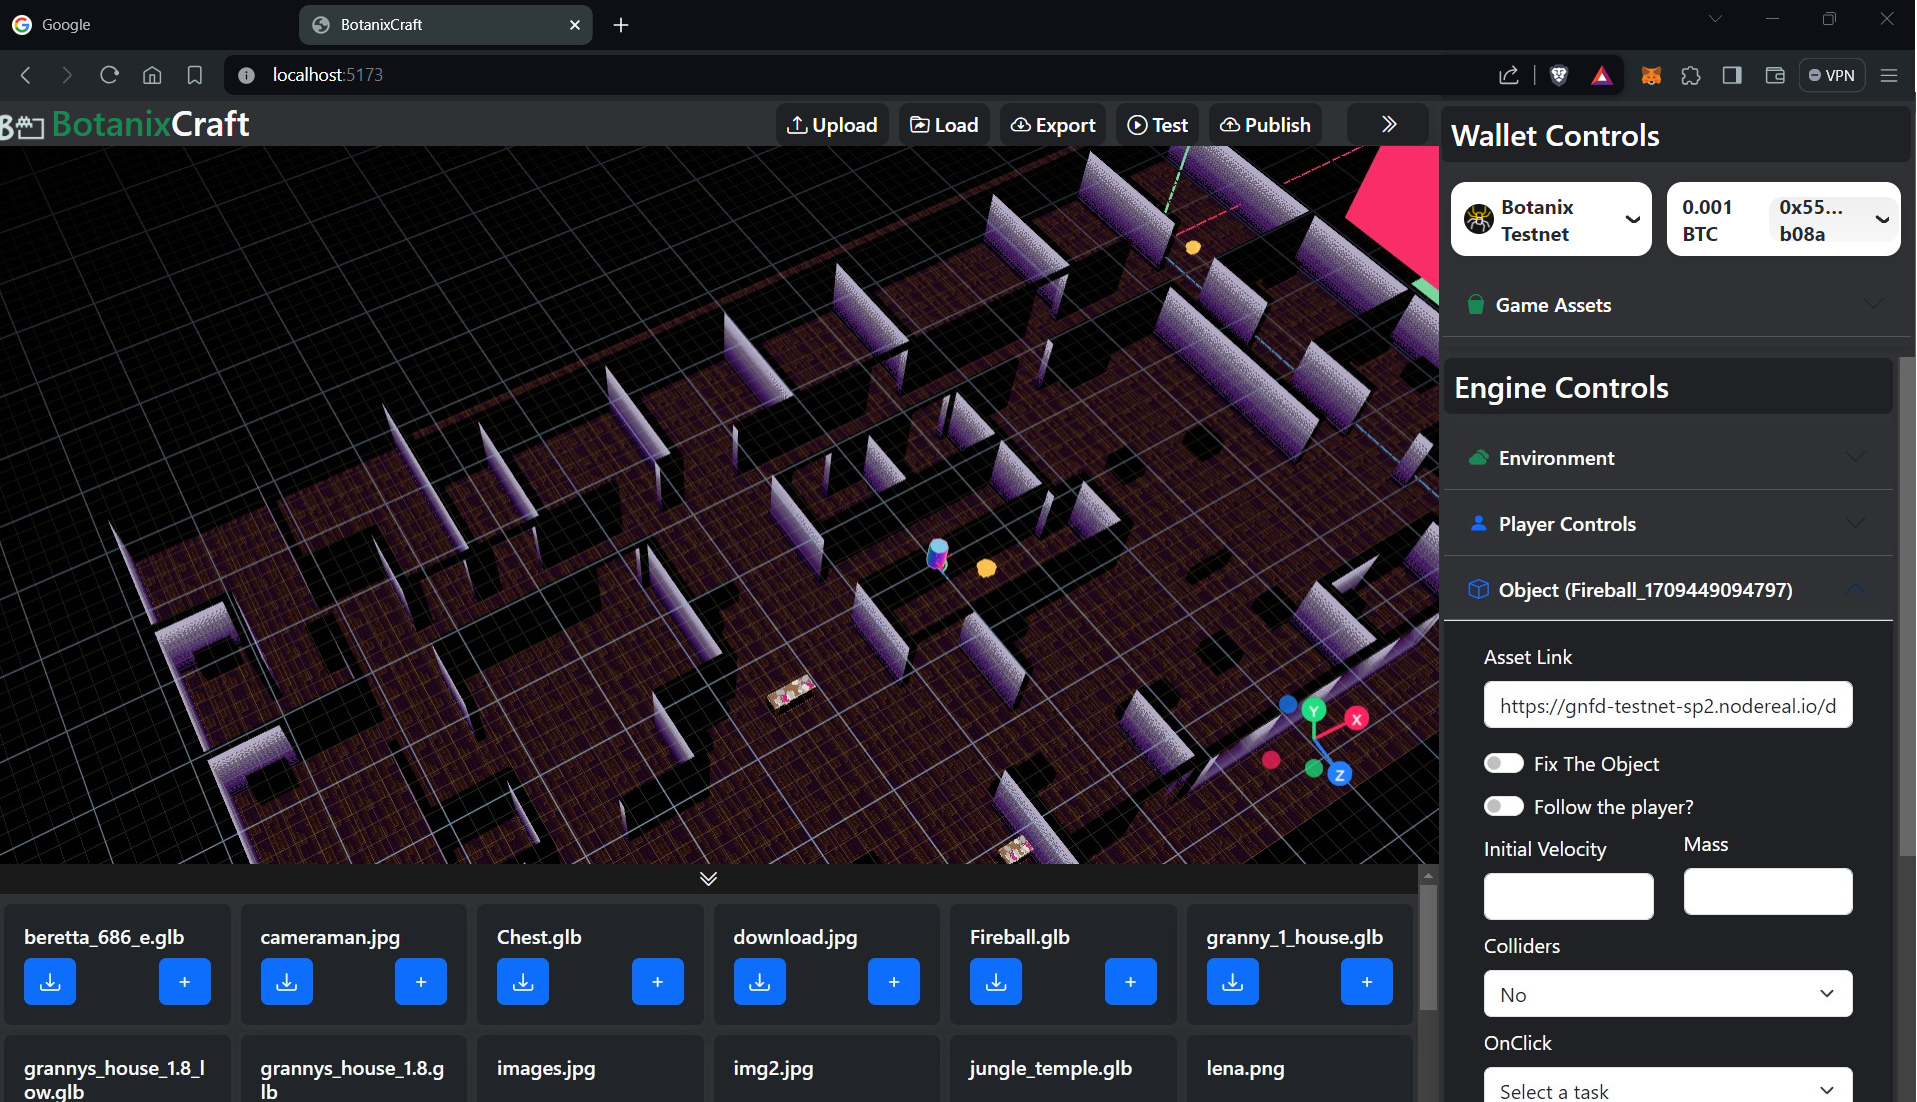 Google
BotanixCraft
localhost:5173
VPN
BotanixCraft
Upload
Load
Export
Test
Publish
Wallet Controls
Botanix
Testnet
0.001
BTC
0x55...
b08a
Game Assets
Engine Controls
Environment
Player Controls
Object (Fireball_1709449094797)
Asset Link
https://gnfd-testnet-sp2.nodereal.io/d
Fix The Object
Follow the player?
Initial Velocity
Mass
Colliders
No
OnClick
Select a task
Y
X
Z
beretta_686_e.glb
cameraman.jpg
Chest.glb
download.jpg
Fireball.glb
granny_1_house.glb
+
+
+
+
+
+
grannys_house_1.8_l
ow.glb
grannys_house_1.8.g
lb
images.jpg
img2.jpg
jungle_temple.glb
lena.png